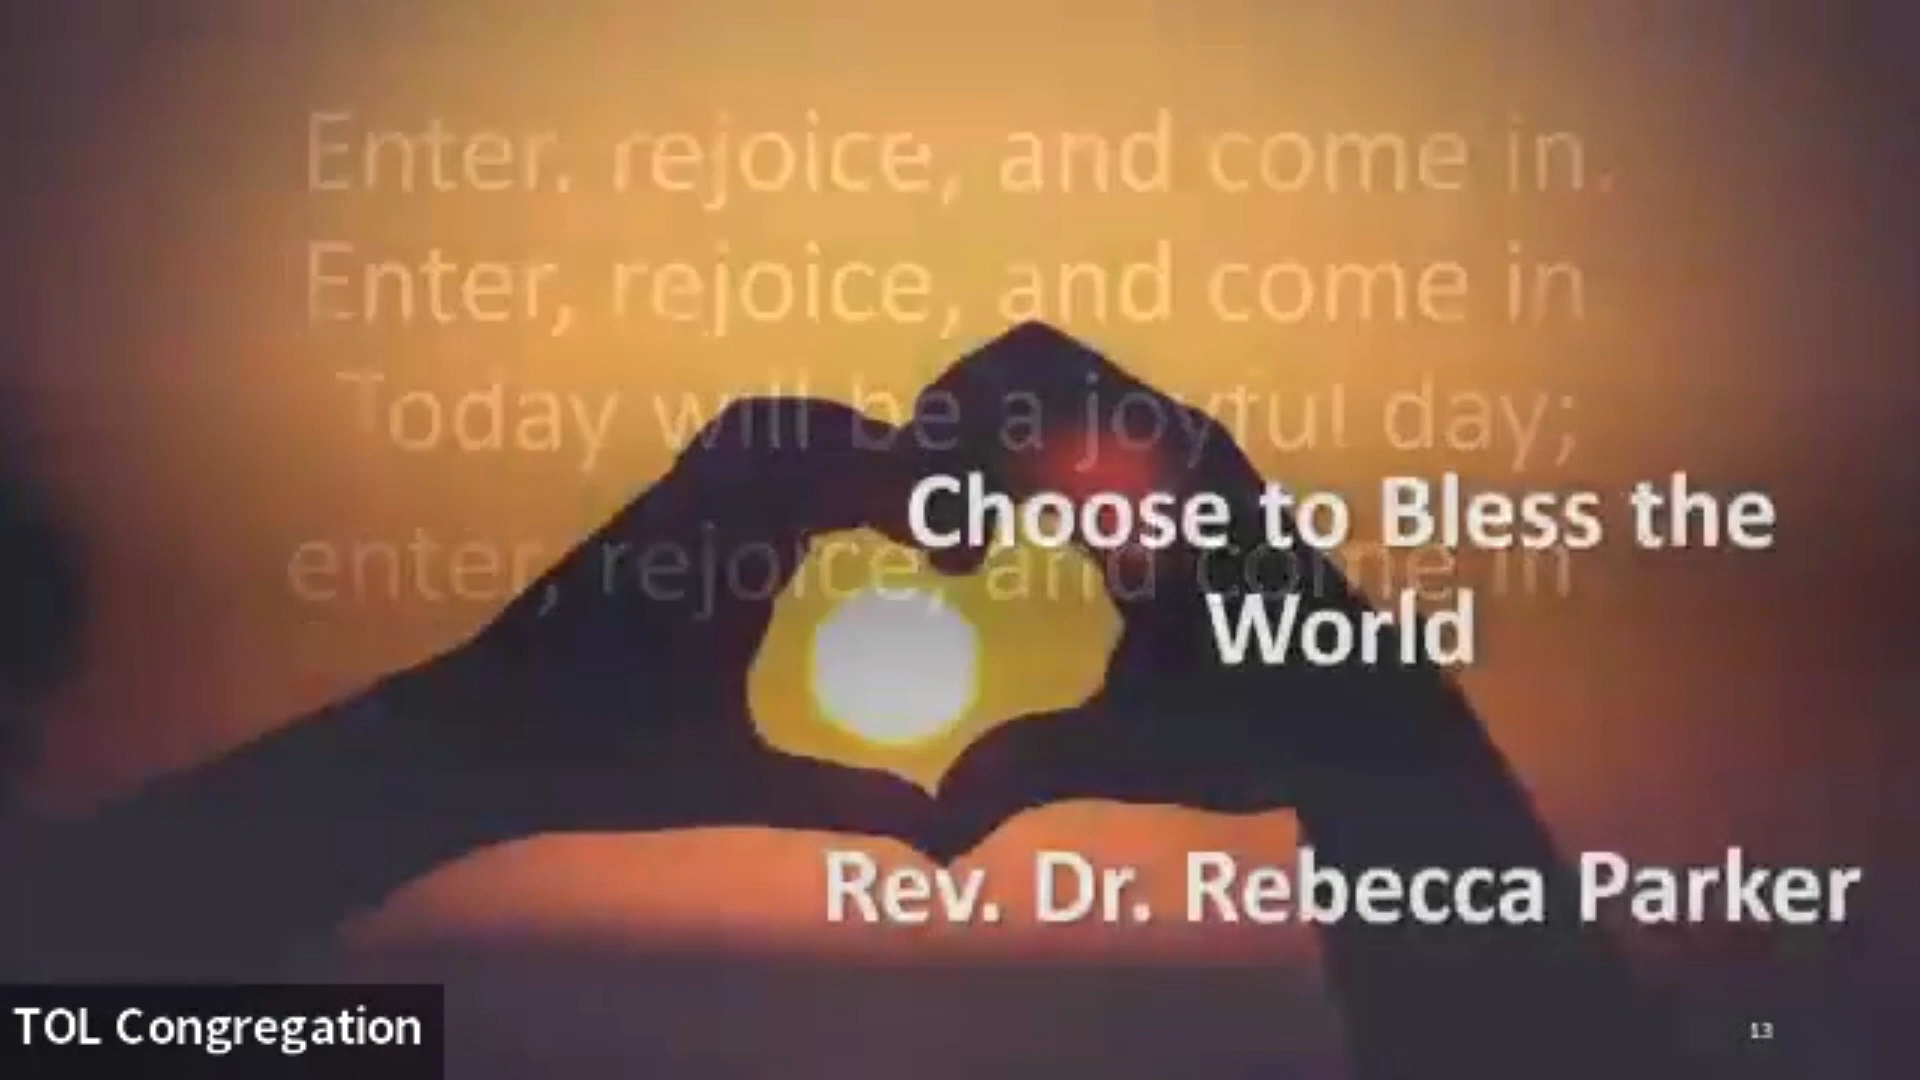 Enter, rejoice, and come in.
Enter, rejoice, and come in
Today will be a joyful day;
enter, rejoice, and come in
Choose to Bless the
World
Rev. Dr. Rebecca Parker
TOL Congregation
13